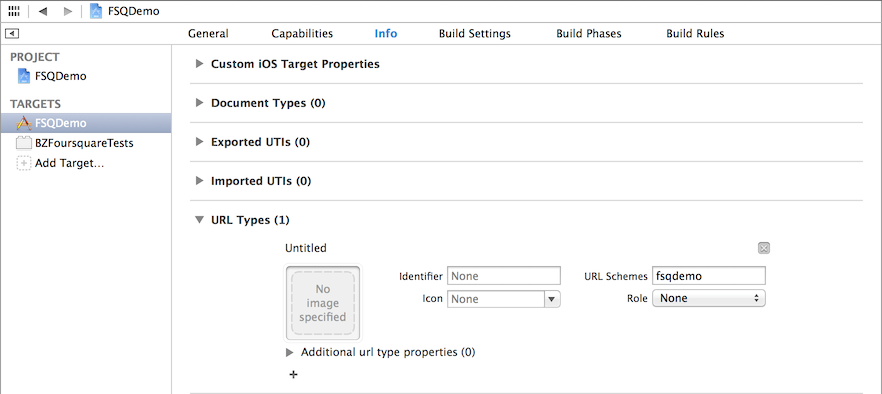 FSQDemo
General Capabilities Info Build Settings Build Phases Build Rules
PROJECT
FSQDemo
TARGETS
FSQDemo
BZFoursquareTests
Add Target...
Custom iOS Target Properties
Document Types (0)
Exported UTIs (0)
Imported UTIs (0)
URL Types (1)
Untitled
No
image
specified
Identifier None
URL Schemes fsqdemo
Icon None
Role None
Additional url type properties (0)